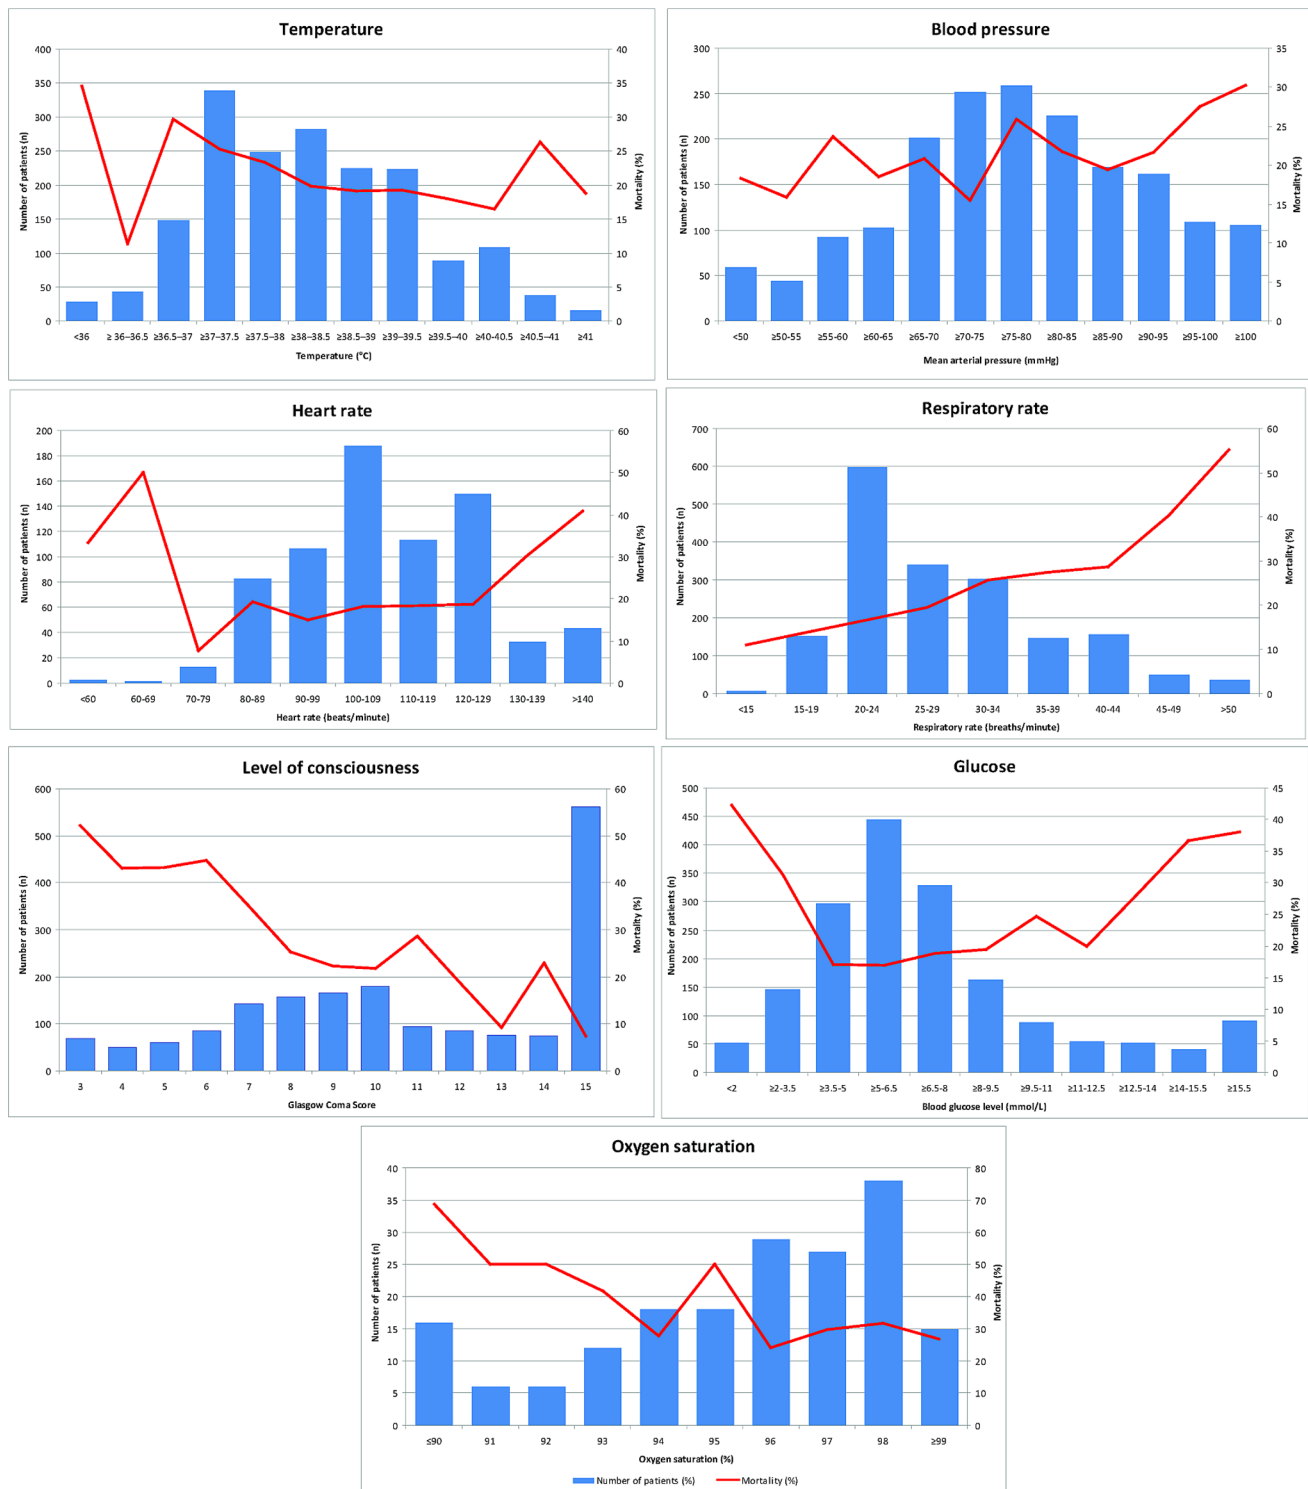 Temperature
400 350 300 250 200 150 100 50 0
Number of patients (n)
40 35 30 25 20 15 10 5 0
Mortality (%)
<36 ≥ 36–36.5 ≥36.5–37 ≥37–37.5 ≥37.5–38 ≥38–38.5 ≥38.5–39 ≥39–39.5 ≥39.5–40 ≥40-40.5 ≥40.5–41 ≥41
Temperature (°C)
Blood pressure
300 250 200 150 100 50 0
Number of patients (n)
35 30 25 20 15 10 5 0
Mortality (%)
<50 ≥50-55 ≥55-60 ≥60-65 ≥65-70 ≥70-75 ≥75-80 ≥80-85 ≥85-90 ≥90-95 ≥95-100 ≥100
Mean arterial pressure (mmHg)
Heart rate
200 180 160 140 120 100 80 60 40 20 0
Number of patients (n)
60 50 40 30 20 10 0
Mortality (%)
<60 60-69 70-79 80-89 90-99 100-109 110-119 120-129 130-139 >140
Heart rate (beats/minute)
Respiratory rate
700 600 500 400 300 200 100 0
Number of patients (n)
60 50 40 30 20 10 0
Mortality (%)
<15 15-19 20-24 25-29 30-34 35-39 40-44 45-49 >50
Respiratory rate (breaths/minute)
Level of consciousness
600 500 400 300 200 100 0
Number of patients (n)
60 50 40 30 20 10 0
Mortality (%)
3 4 5 6 7 8 9 10 11 12 13 14 15
Glasgow Coma Score
Glucose
500 450 400 350 300 250 200 150 100 50 0
Number of patients (n)
45 40 35 30 25 20 15 10 5 0
Mortality (%)
<2 ≥2-3.5 ≥3.5-5 ≥5-6.5 ≥6.5-8 ≥8-9.5 ≥9.5-11 ≥11-12.5 ≥12.5-14 ≥14-15.5 ≥15.5
Blood glucose level (mmol/L)
Oxygen saturation
40 35 30 25 20 15 10 5 0
Number of patients (n)
80 70 60 50 40 30 20 10 0
Mortality (%)
≤90 91 92 93 94 95 96 97 98 ≥99
Oxygen saturation (%)
Number of patients (%) Mortality (%)